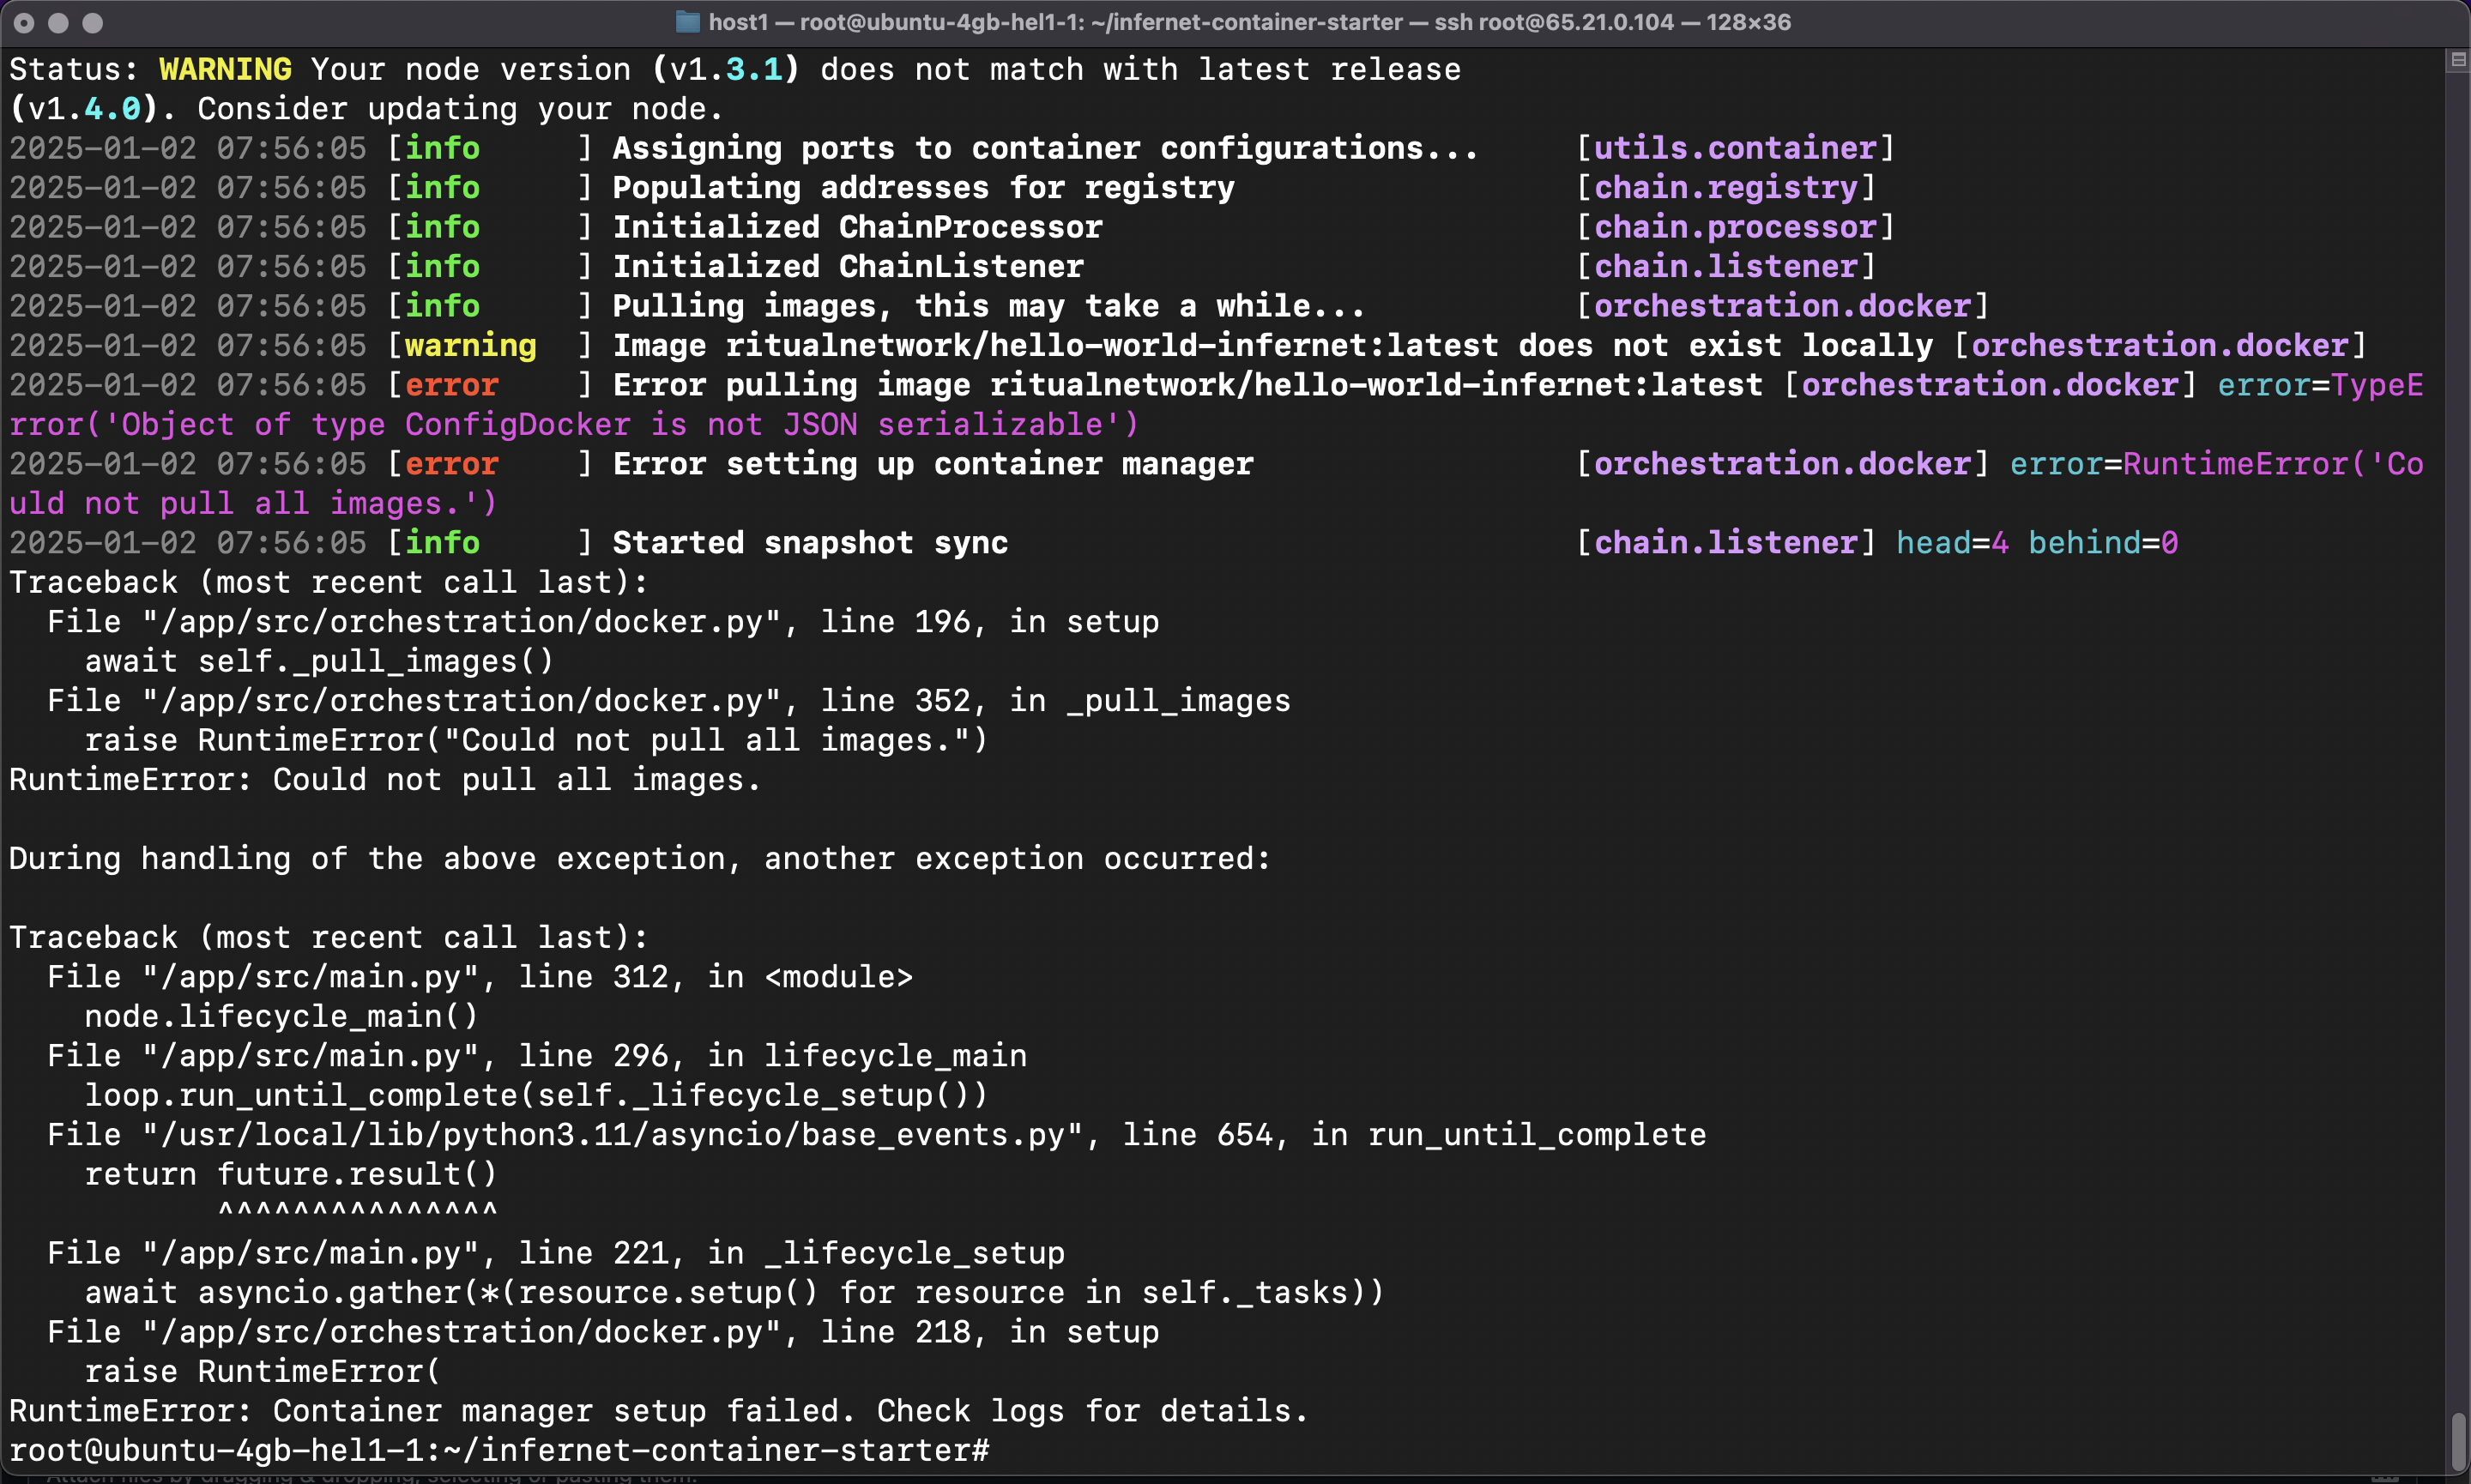 host1 — root@ubuntu-4gb-hel1-1: ~/infernet-container-starter — ssh root@65.21.0.104 — 128×36
Status: WARNING Your node version (v1.3.1) does not match with latest release
(v1.4.0). Consider updating your node.
2025-01-02 07:56:05 [info     ] Assigning ports to container configurations...     [utils.container]
2025-01-02 07:56:05 [info     ] Populating addresses for registry                  [chain.registry]
2025-01-02 07:56:05 [info     ] Initialized ChainProcessor                         [chain.processor]
2025-01-02 07:56:05 [info     ] Initialized ChainListener                          [chain.listener]
2025-01-02 07:56:05 [info     ] Pulling images, this may take a while...           [orchestration.docker]
2025-01-02 07:56:05 [warning  ] Image ritualnetwork/hello-world-infernet:latest does not exist locally [orchestration.docker]
2025-01-02 07:56:05 [error    ] Error pulling image ritualnetwork/hello-world-infernet:latest [orchestration.docker] error=TypeE
rror('Object of type ConfigDocker is not JSON serializable')
2025-01-02 07:56:05 [error    ] Error setting up container manager                 [orchestration.docker] error=RuntimeError('Co
uld not pull all images.')
2025-01-02 07:56:05 [info     ] Started snapshot sync                              [chain.listener] head=4 behind=0
Traceback (most recent call last):
  File "/app/src/orchestration/docker.py", line 196, in setup
    await self._pull_images()
  File "/app/src/orchestration/docker.py", line 352, in _pull_images
    raise RuntimeError("Could not pull all images.")
RuntimeError: Could not pull all images.

During handling of the above exception, another exception occurred:

Traceback (most recent call last):
  File "/app/src/main.py", line 312, in <module>
    node.lifecycle_main()
  File "/app/src/main.py", line 296, in lifecycle_main
    loop.run_until_complete(self._lifecycle_setup())
  File "/usr/local/lib/python3.11/asyncio/base_events.py", line 654, in run_until_complete
    return future.result()
           ^^^^^^^^^^^^^^^
  File "/app/src/main.py", line 221, in _lifecycle_setup
    await asyncio.gather(*(resource.setup() for resource in self._tasks))
  File "/app/src/orchestration/docker.py", line 218, in setup
    raise RuntimeError(
RuntimeError: Container manager setup failed. Check logs for details.
root@ubuntu-4gb-hel1-1:~/infernet-container-starter#
Attach files by dragging & dropping, selecting or pasting them.